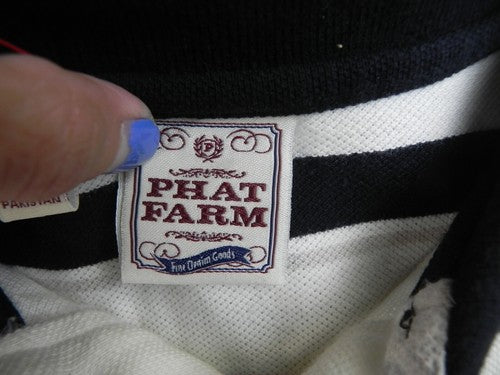 P
PHAT
FARM
Fine Denim Goods
PAKISTAN